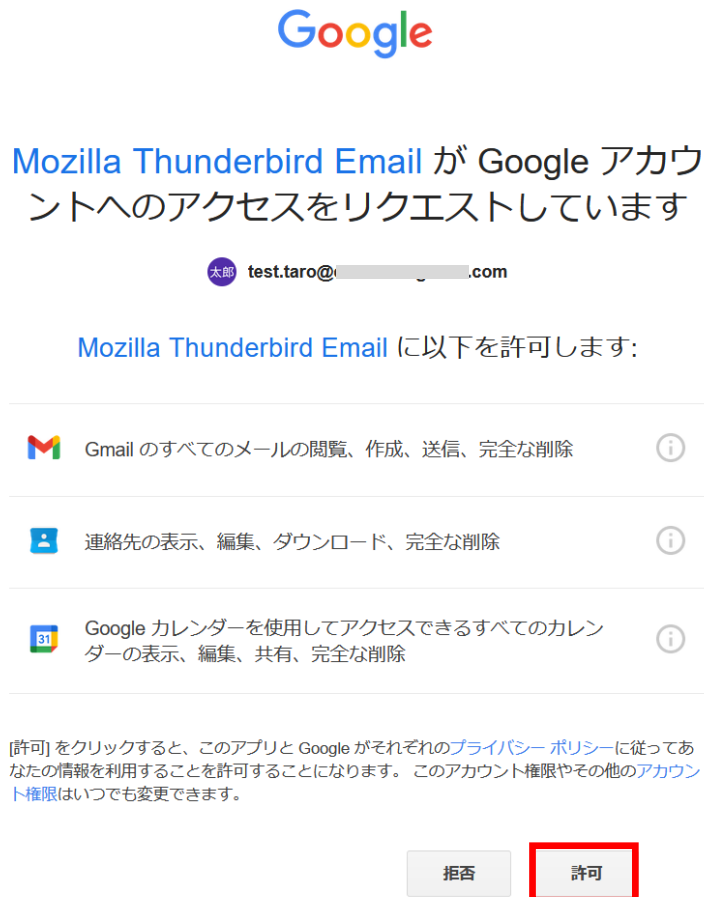 Google
Mozilla Thunderbird Email が Google アカウ
ントへのアクセスをリクエストしています
太郎 test.taro@ .com
Mozilla Thunderbird Email に以下を許可します:
Gmail のすべてのメールの閲覧、作成、送信、完全な削除
連絡先の表示、編集、ダウンロード、完全な削除
31
Google カレンダーを使用してアクセスできるすべてのカレン
ダーの表示、編集、共有、完全な削除
[許可] をクリックすると、このアプリと Google がそれぞれのプライバシー ポリシーに従ってあ
なたの情報を利用することを許可することになります。 このアカウント権限やその他のアカウン
ト権限はいつでも変更できます。
拒否 許可